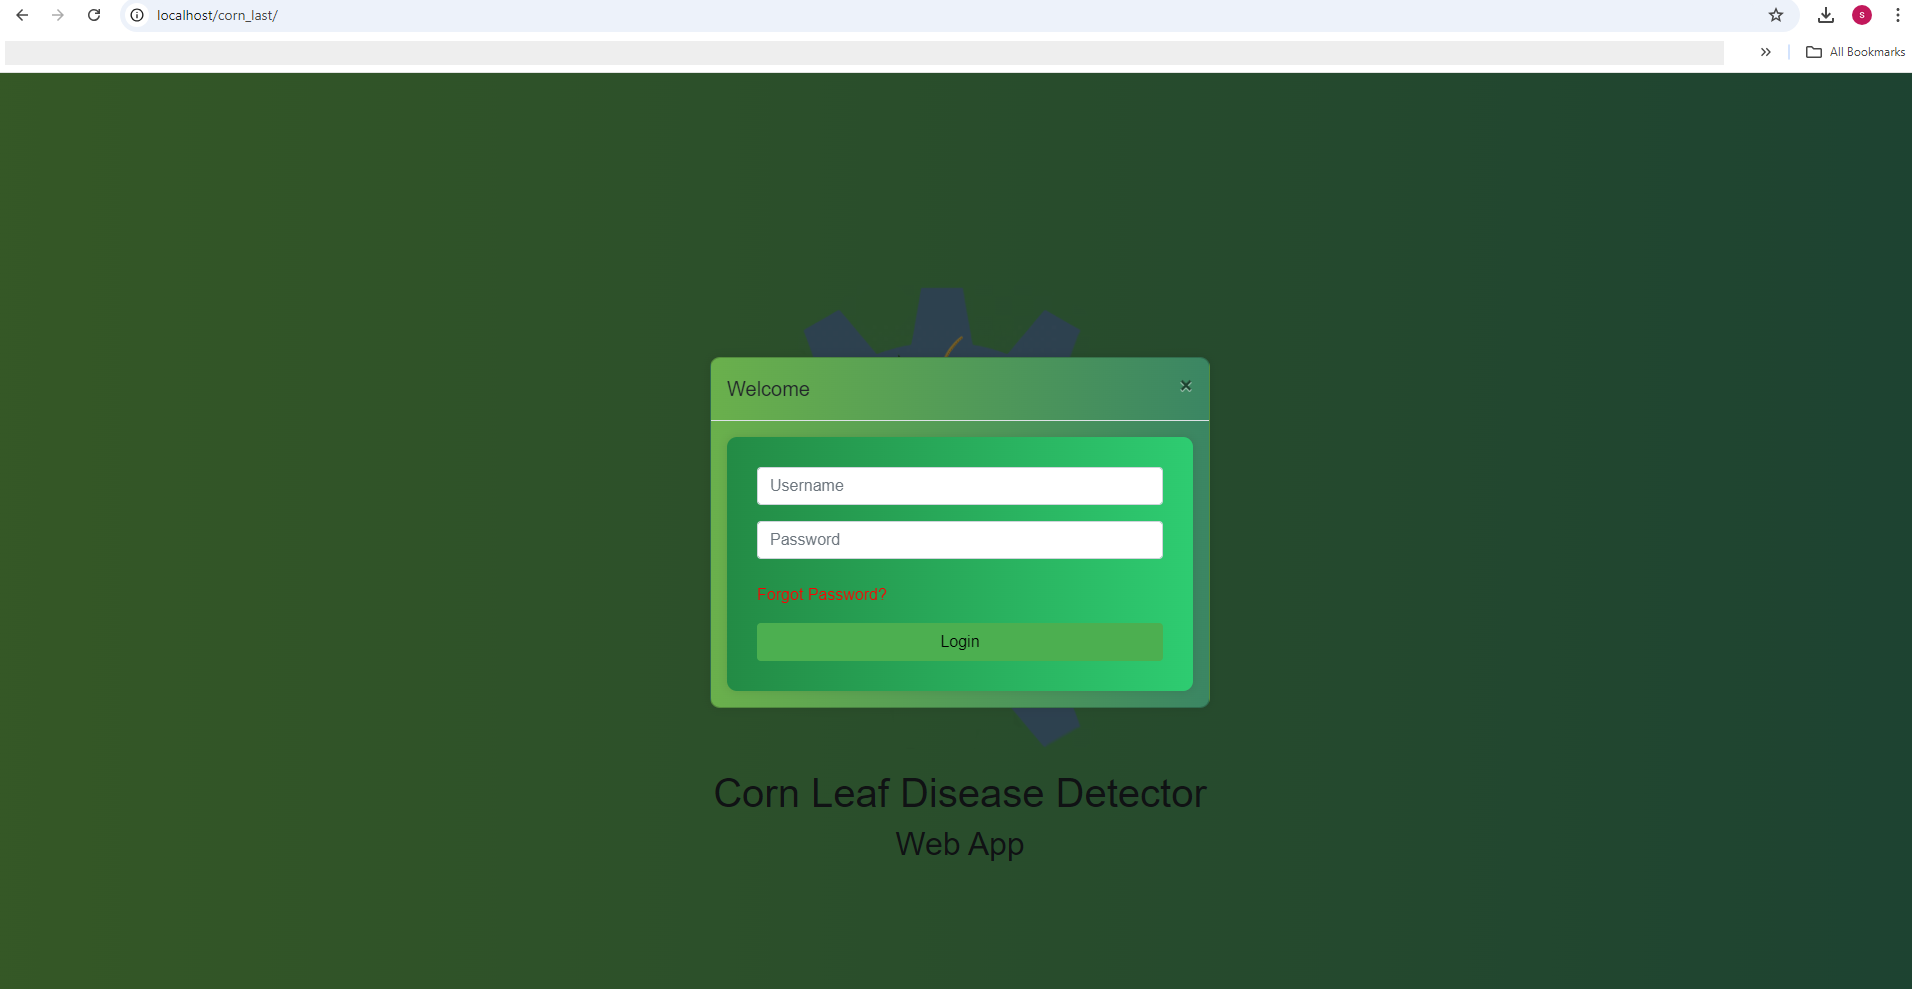 localhost/corn_last/
S
All Bookmarks
Welcome
×
Username
Password
Forgot Password?
Login
Corn Leaf Disease Detector
Web App